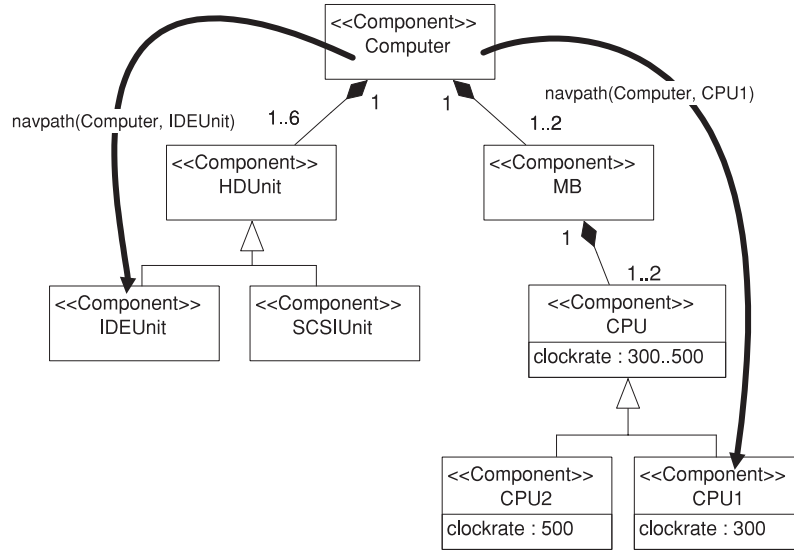 <<Component>>
Computer
navpath(Computer, IDEUnit)
navpath(Computer, CPU1)
1
1
1..6
1..2
<<Component>>
HDUnit
<<Component>>
MB
1
1..2
<<Component>>
IDEUnit
<<Component>>
SCSIUnit
<<Component>>
CPU
clockrate : 300..500
<<Component>>
CPU2
clockrate : 500
<<Component>>
CPU1
clockrate : 300